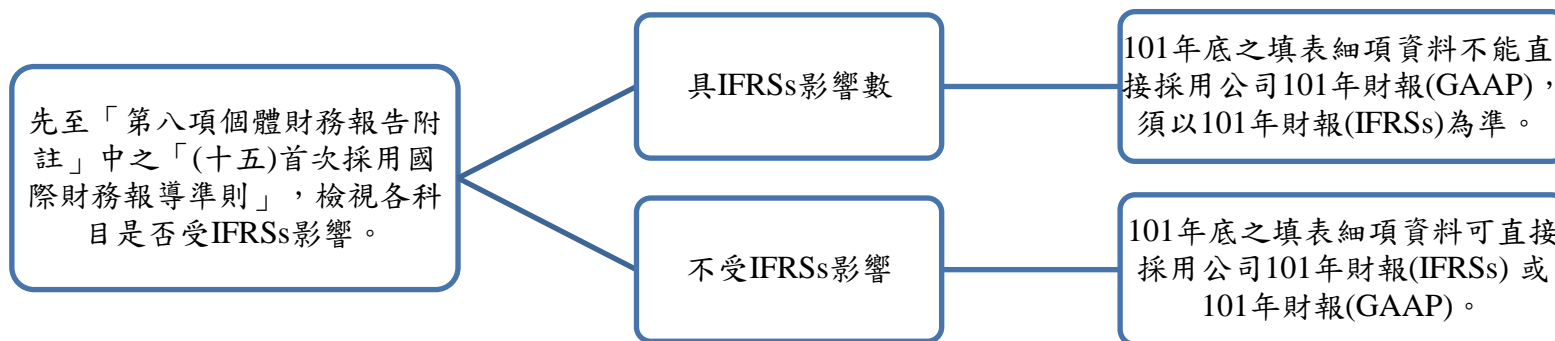 先至「第八項個體財務報告附
註」中之「(十五)首次採用國
際財務報導準則」，檢視各科
目是否受IFRSs影響。
具IFRSs影響數
101年底之填表細項資料不能直
接採用公司101年財報(GAAP)，
須以101年財報(IFRSs)為準。
不受IFRSs影響
101年底之填表細項資料可直接
採用公司101年財報(IFRSs) 或
101年財報(GAAP)。